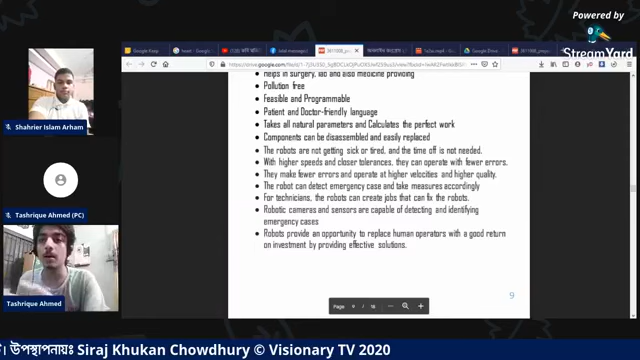 Powered by
StreamYard
Google Keep
Google Drive
Shahrier Islam Arham
Tashrique Ahmed (PC)
Tashrique Ahmed
Helps in surgery, lab and also medicine providing
Pollution free
Feasible and Programmable
Patient and Doctor-friendly language
Takes all natural parameters and Calculates the perfect work
Components can be disassembled and easily replaced
The robots are not getting sick or tired, and the time off is not needed.
With higher speeds and closer tolerances, they can operate with fewer errors.
They make fewer errors and operate at higher velocities and higher quality.
The robot can detect emergency case and take measures accordingly
For technicians, the robots can create jobs that can fix the robots.
Robotic cameras and sensors are capable of detecting and identifying
emergency cases
Robots provide an opportunity to replace human operators with a good return
on investment by providing effective solutions.
9
Page / 16
উপস্থাপনায়ঃ Siraj Khukan Chowdhury © Visionary TV 2020